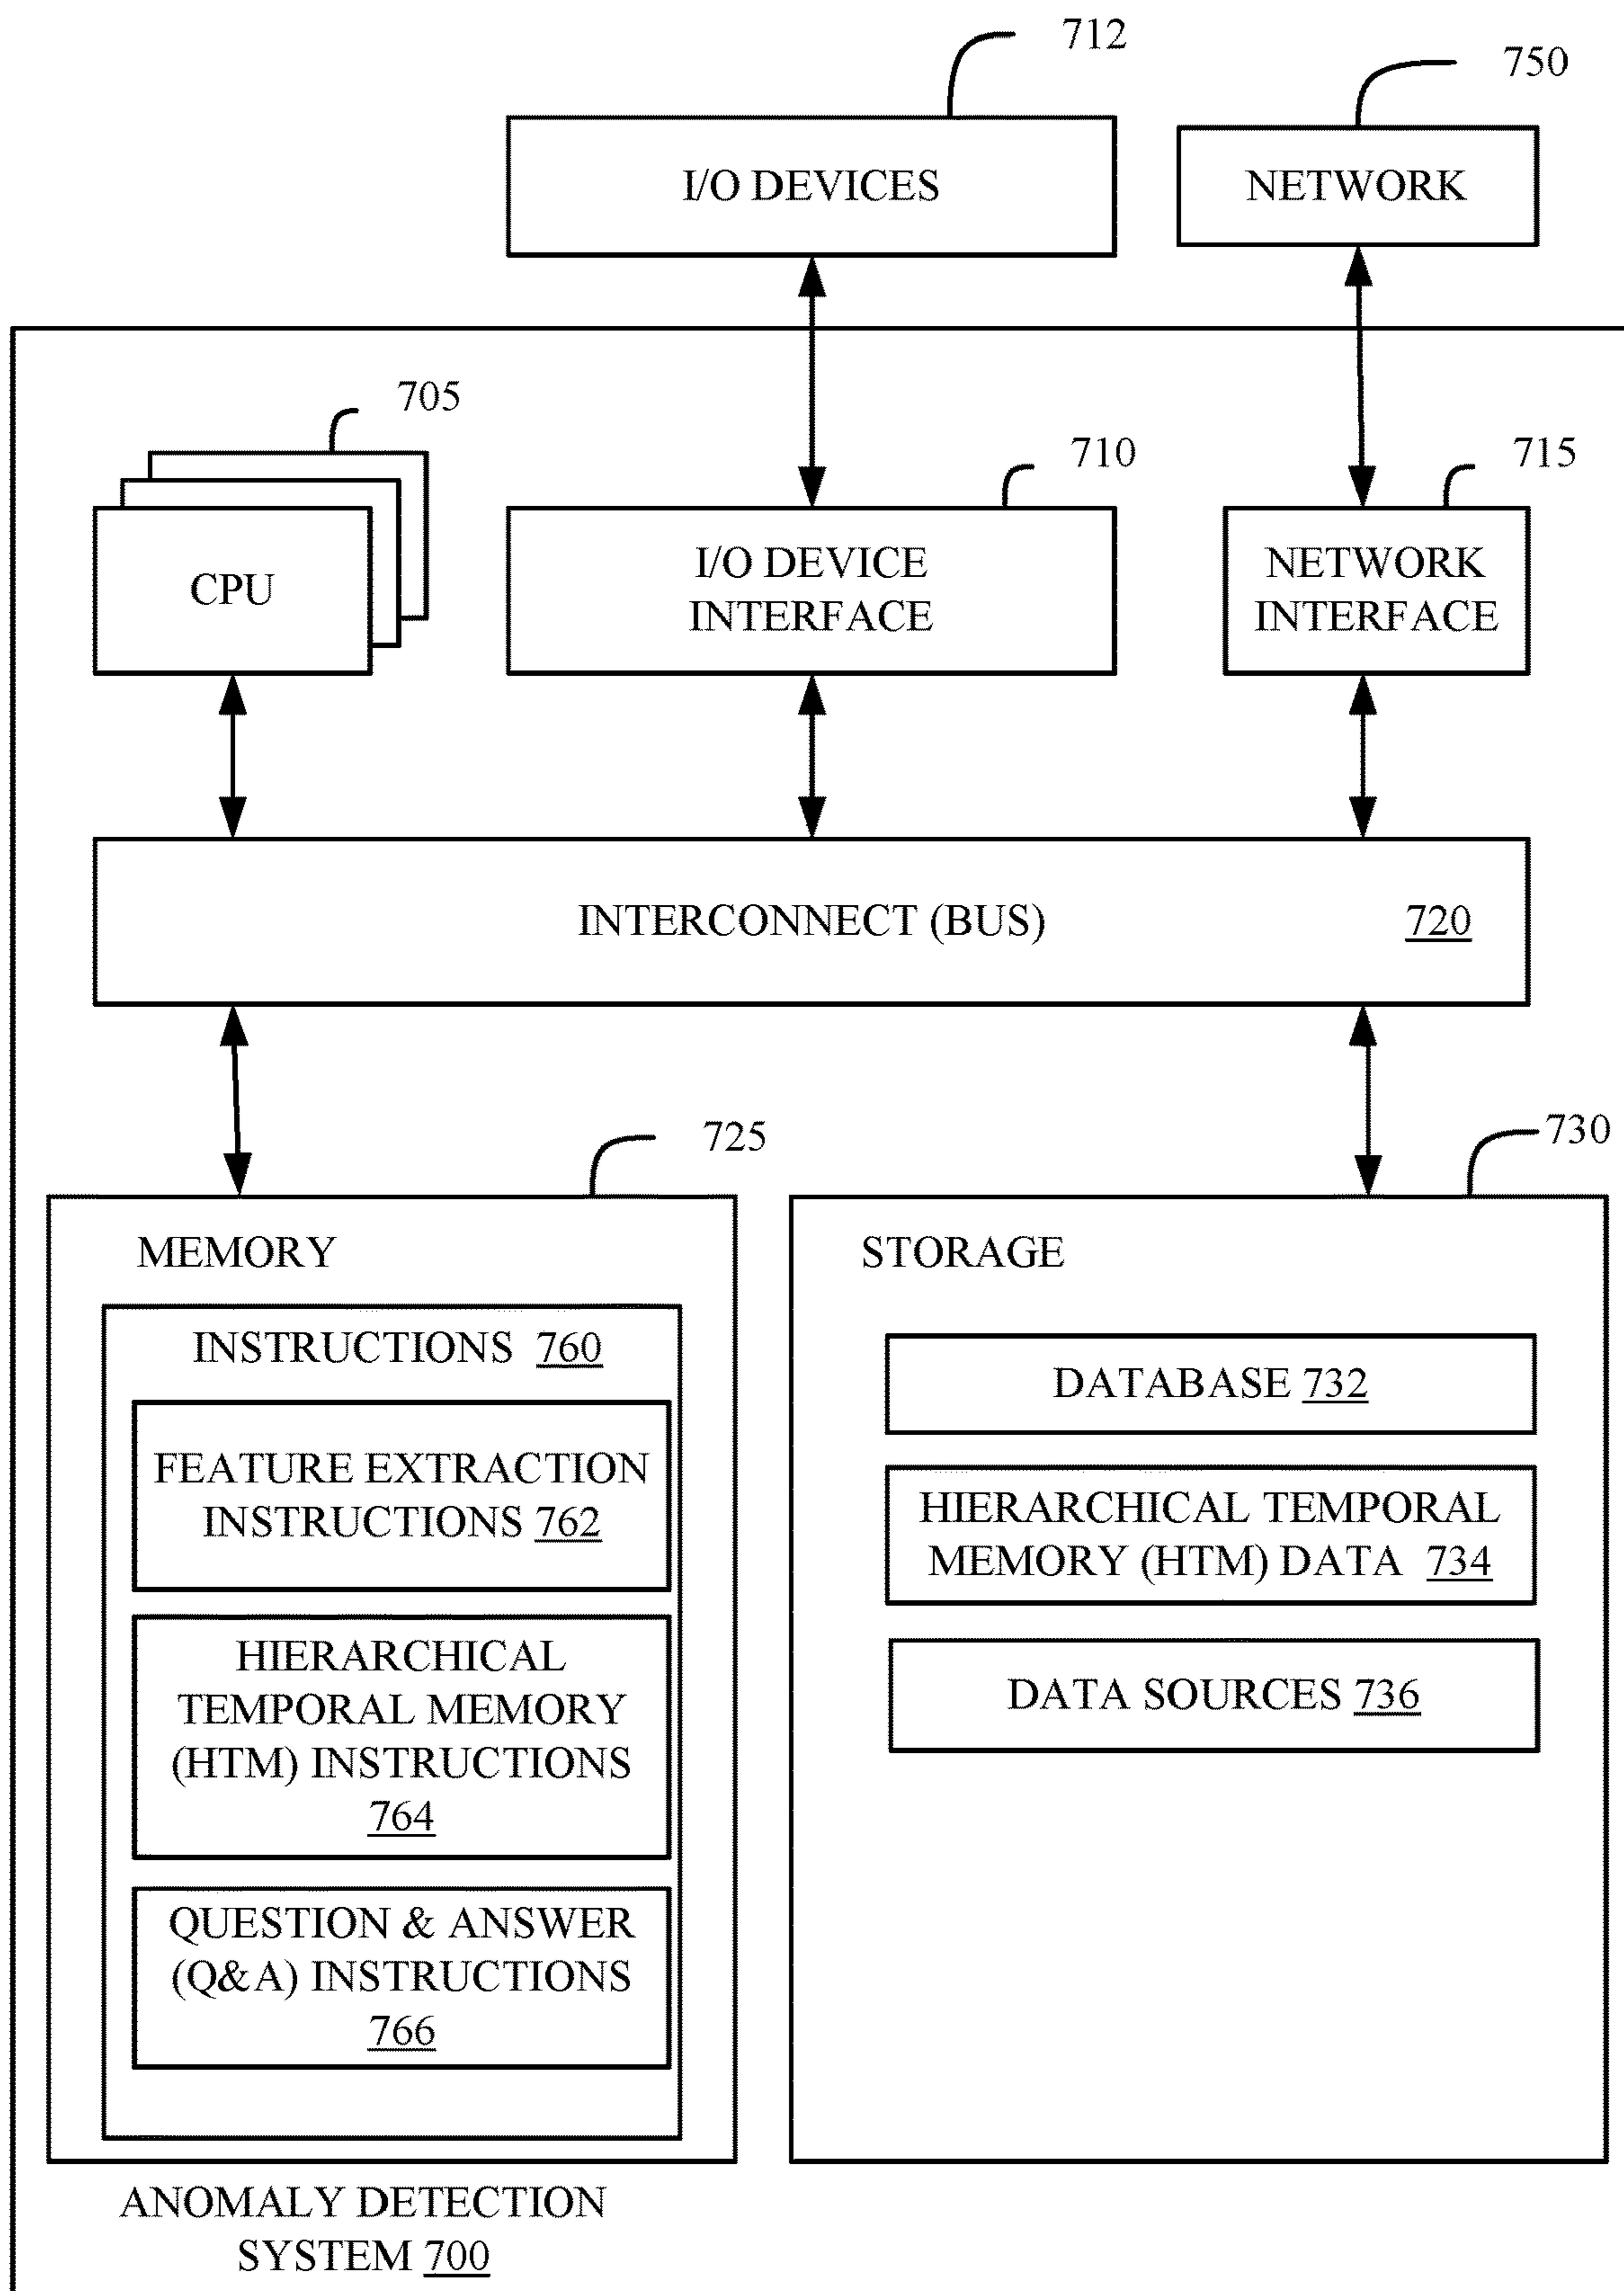 712
750
I/O DEVICES
NETWORK
705
710
715
CPU
I/O DEVICE
INTERFACE
NETWORK
INTERFACE
INTERCONNECT (BUS) 720
725
730
MEMORY
INSTRUCTIONS 760
FEATURE EXTRACTION
INSTRUCTIONS 762
HIERARCHICAL
TEMPORAL MEMORY
(HTM) INSTRUCTIONS
764
QUESTION & ANSWER
(Q&A) INSTRUCTIONS
766
STORAGE
DATABASE 732
HIERARCHICAL TEMPORAL
MEMORY (HTM) DATA 734
DATA SOURCES 736
ANOMALY DETECTION
SYSTEM 700